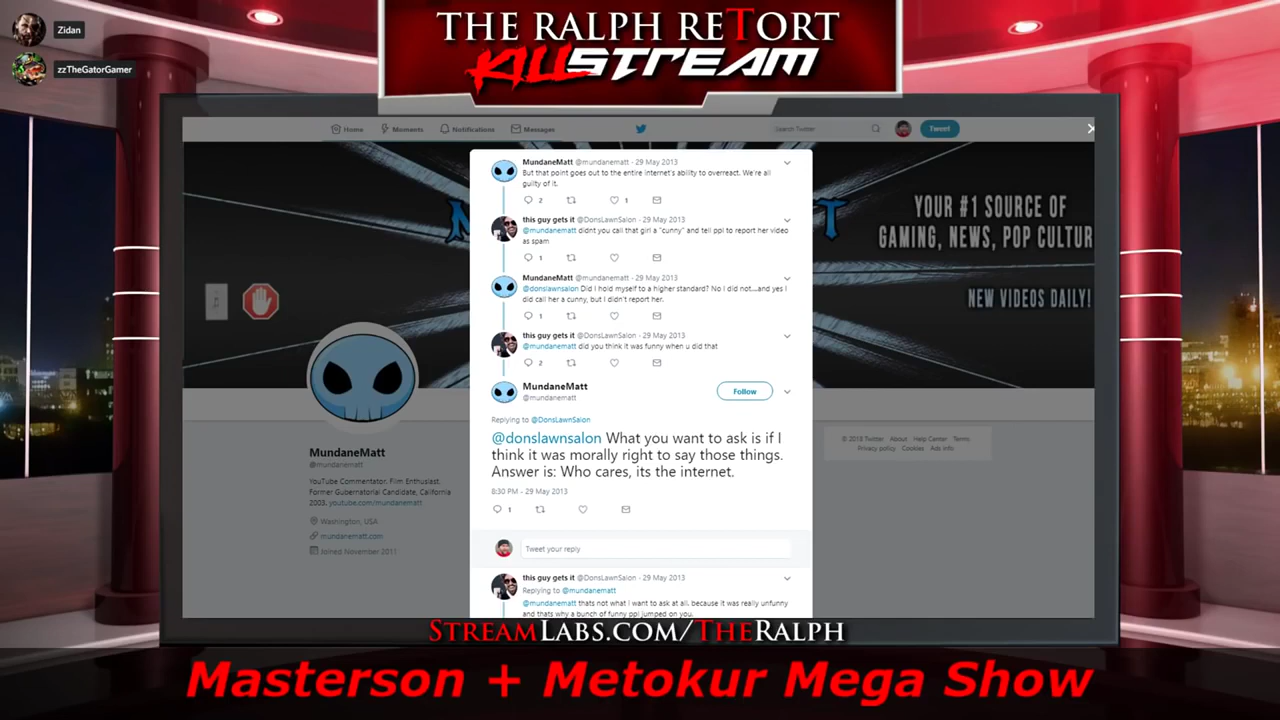 Zidan
zzTheGatorGamer
THE RALPH RETORT
KILLSTREAM
Home
Moments
Notifications
Messages
Search Twitter
Tweet
MundaneMatt @mundanematt - 29 May 2013
But that point goes out to the entire internet's ability to overreact. We're all
guilty of it.
2
1
this guy gets it @DonsLawnSalon - 29 May 2013
@mundanematt didnt you call that girl a "cunny" and tell ppl to report her video
as spam
1
MundaneMatt @mundanematt - 29 May 2013
@donslawnsalon Did I hold myself to a higher standard? No I did not...and yes I
did call her a cunny, but I didn't report her.
1
this guy gets it @DonsLawnSalon - 29 May 2013
@mundanematt did you think it was funny when u did that
2
MundaneMatt
@mundanematt
Follow
Replying to @DonsLawnSalon
@donslawnsalon What you want to ask is if I
think it was morally right to say those things.
Answer is: Who cares, its the internet.
8:30 PM - 29 May 2013
1
Tweet your reply
this guy gets it @DonsLawnSalon - 29 May 2013
Replying to @mundanematt
@mundanematt thats not what I want to ask at all. because it was really unfunny
and thats why a bunch of funny ppl jumped on you.
YOUR #1 SOURCE OF
GAMING, NEWS, POP CULTUR
NEW VIDEOS DAILY!
MundaneMatt
@mundanematt
YouTube Commentator. Film Enthusiast.
Former Gubernatorial Candidate, California
2003. youtube.com/mundanematt
Washington, USA
mundanematt.com
Joined November 2011
© 2018 Twitter About Help Center Terms
Privacy policy Cookies Ads info
STREAMLABS.COM/THERALPH
Masterson + Metokur Mega Show